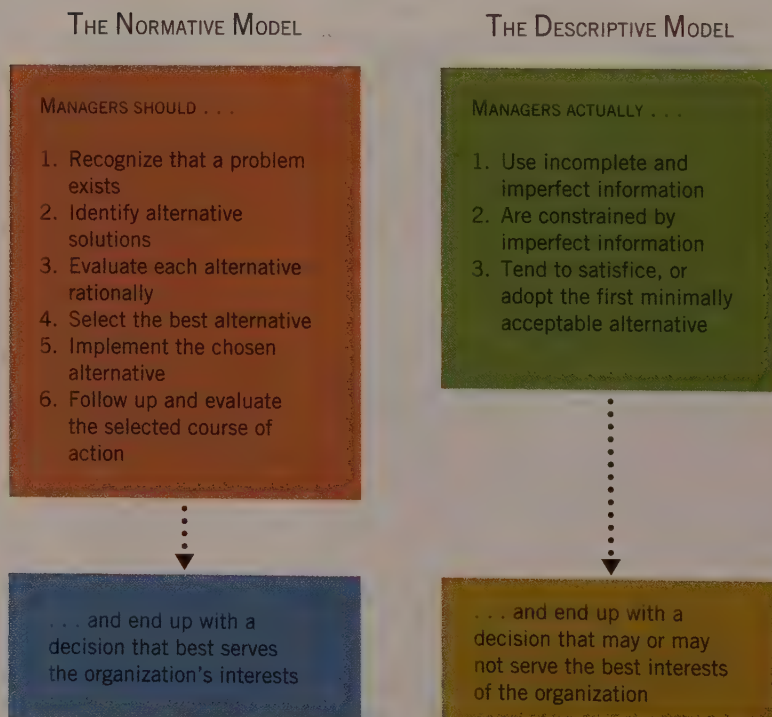 THE NORMATIVE MODEL
MANAGERS SHOULD . . .
1. Recognize that a problem
exists
2. Identify alternative
solutions
3. Evaluate each alternative
rationally
4. Select the best alternative
5. Implement the chosen
alternative
6. Follow up and evaluate
the selected course of
action
. . . and end up with a
decision that best serves
the organization's interests
THE DESCRIPTIVE MODEL
MANAGERS ACTUALLY . . .
1. Use incomplete and
imperfect information
2. Are constrained by
imperfect information
3. Tend to satisfice, or
adopt the first minimally
acceptable alternative
. . . and end up with a
decision that may or may
not serve the best interests
of the organization